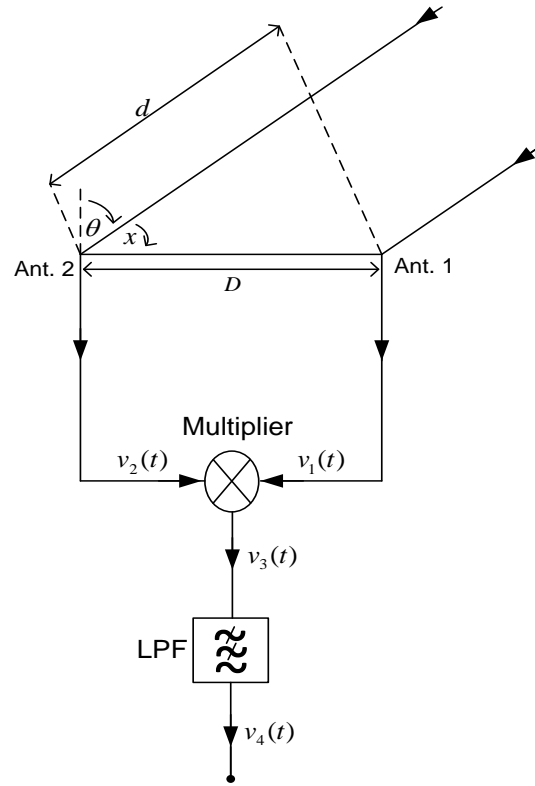 d
θ
x
Ant. 2
Ant. 1
D
Multiplier
v₂(t)
v₁(t)
v₃(t)
LPF
v₄(t)